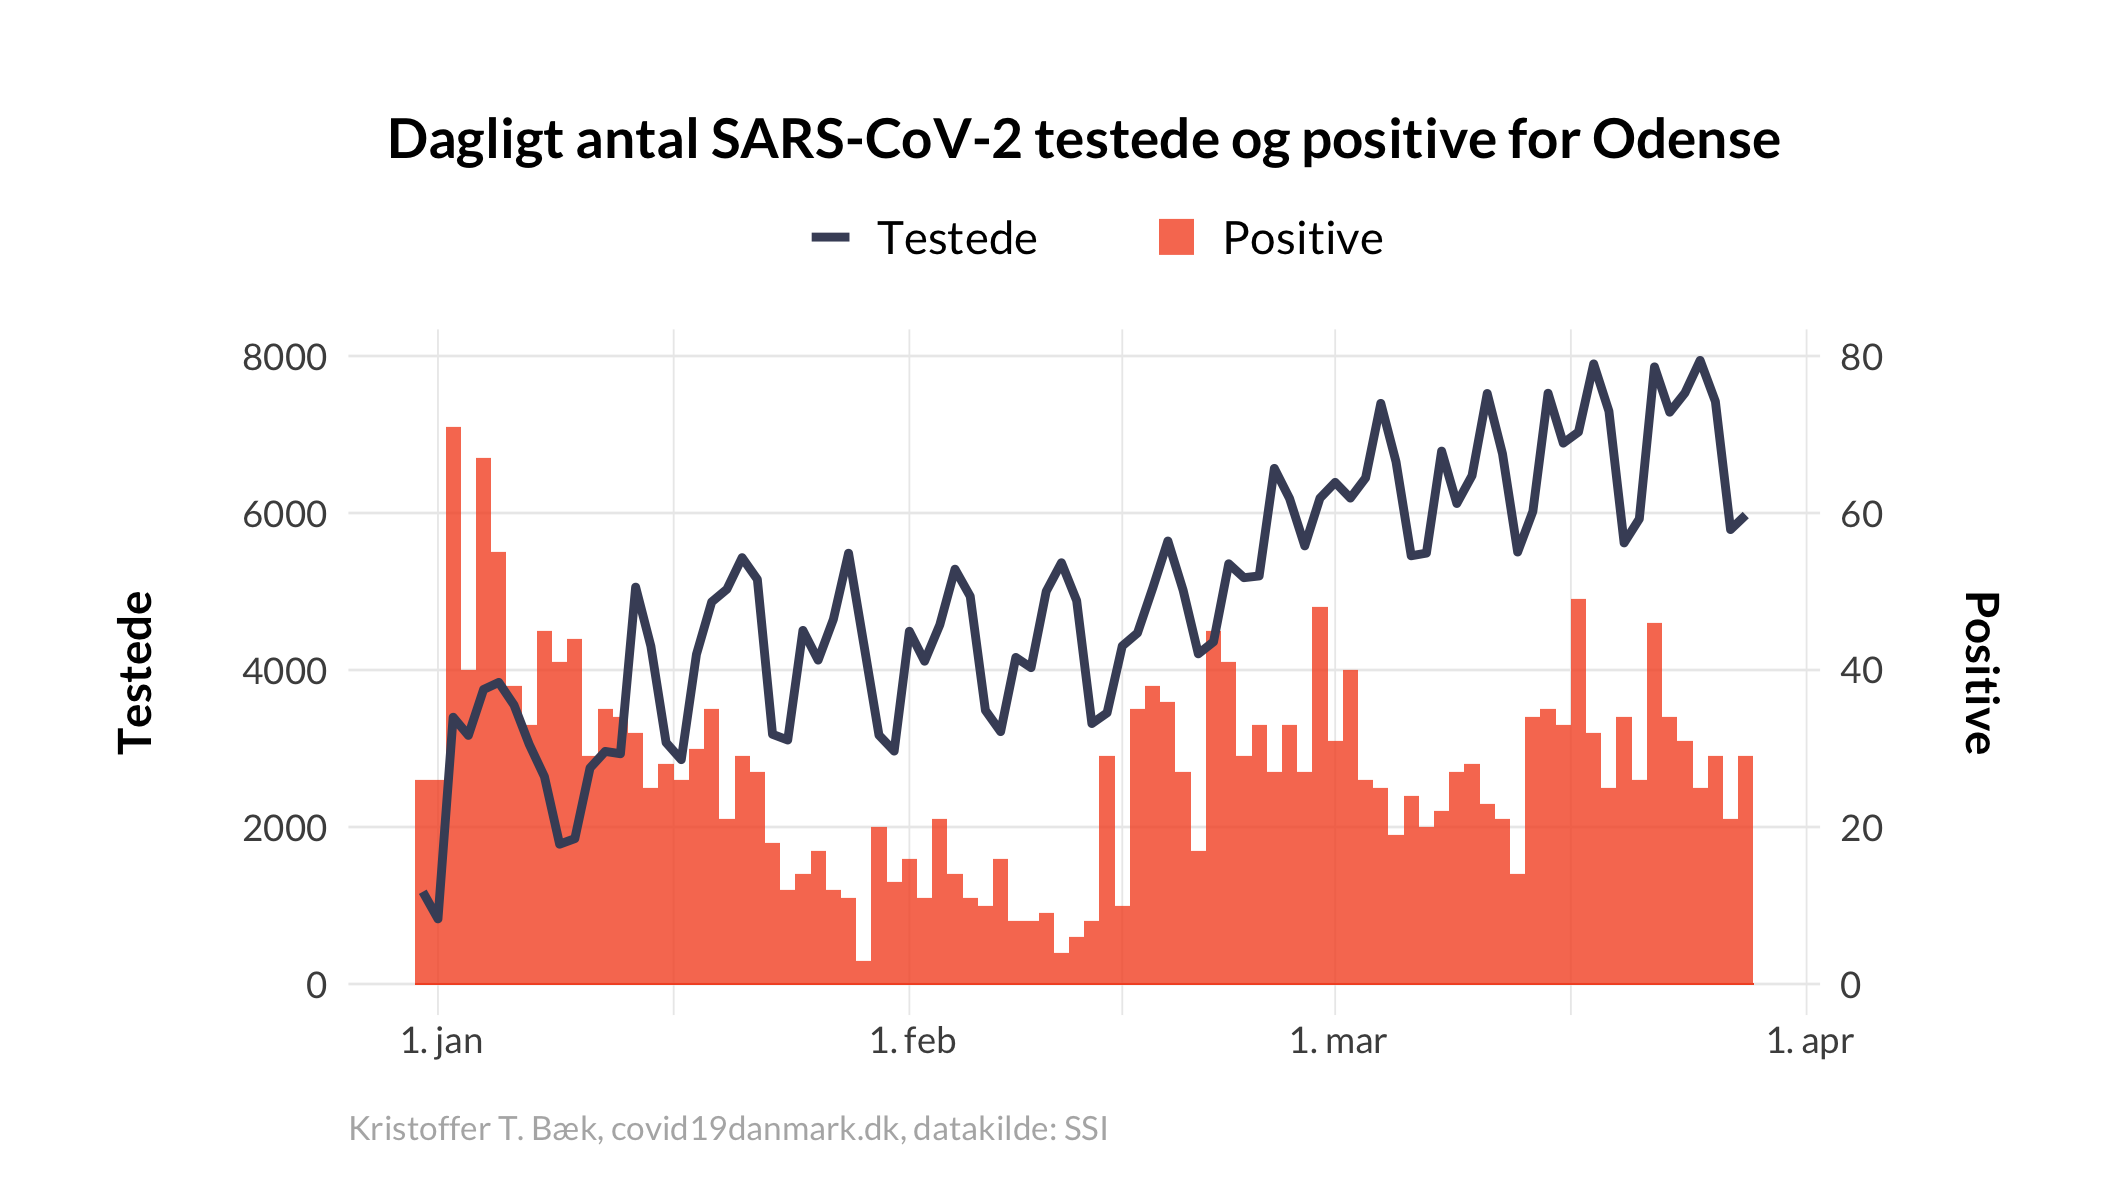 Dagligt antal SARS-CoV-2 testede og positive for Odense
Testede
Positive
8000
6000
4000
2000
0
Testede
80
60
40
20
0
Positive
1. jan
1. feb
1. mar
1. apr
Kristoffer T. Bæk, covid19danmark.dk, datakilde: SSI